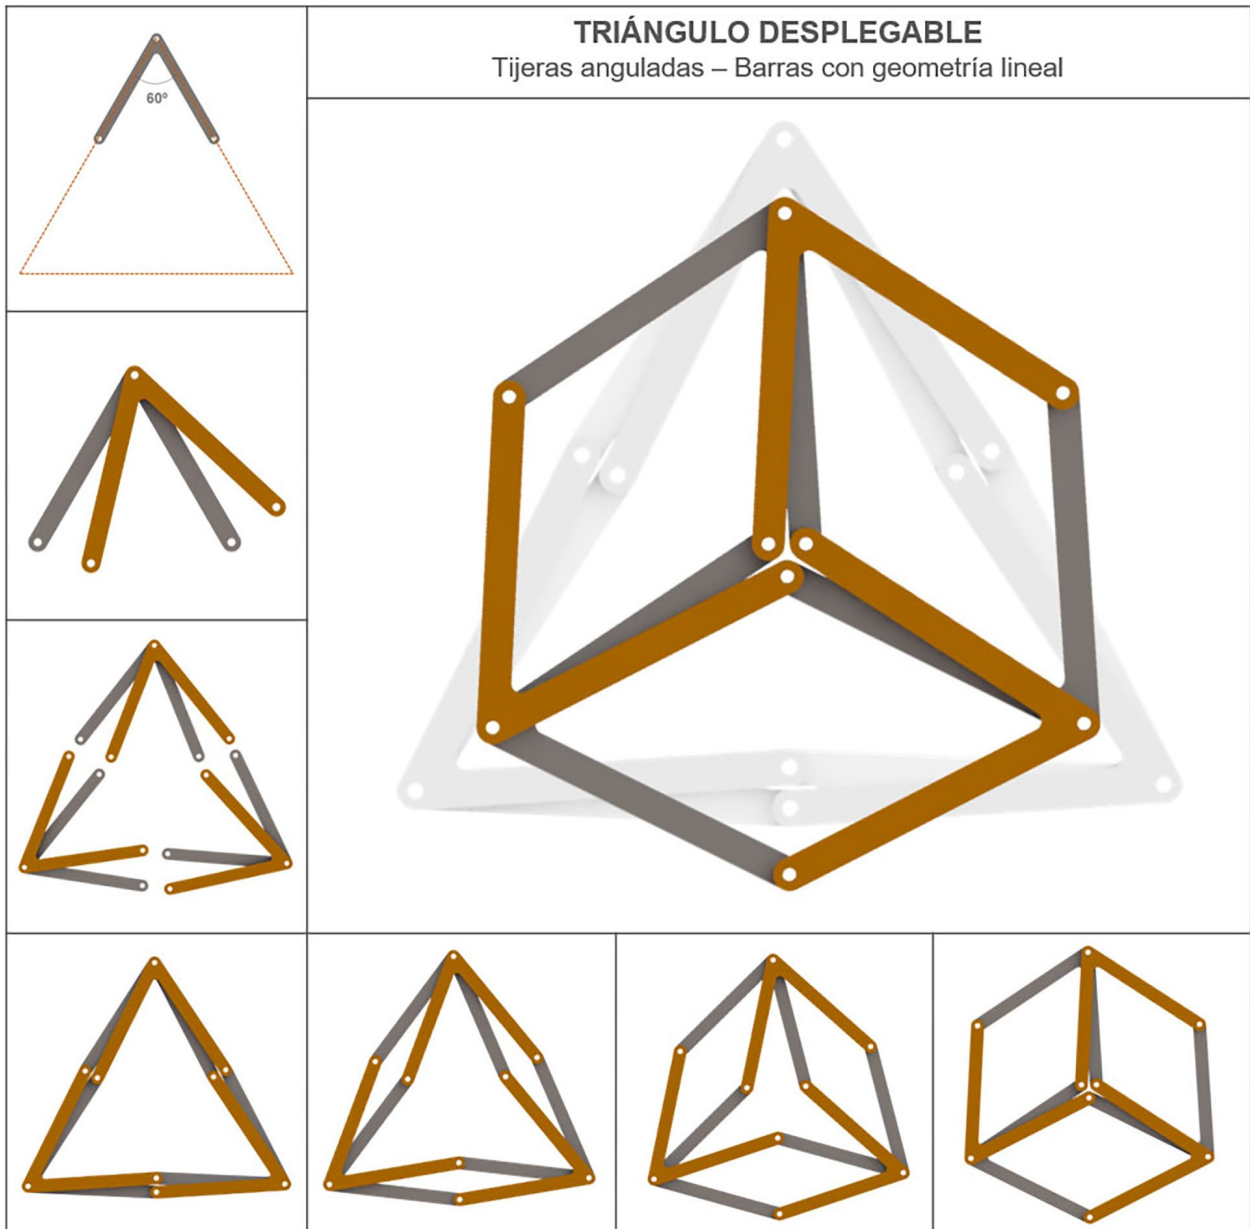 TRIÁNGULO DESPLEGABLE
Tijeras anguladas – Barras con geometría lineal
60º